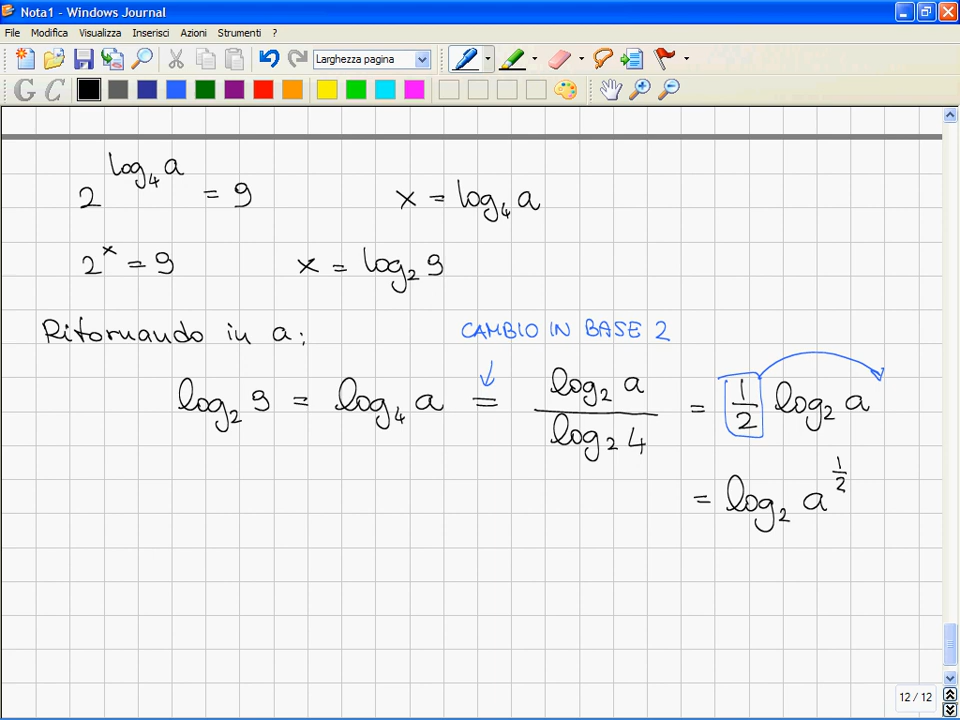 Nota1 - Windows Journal
File Modifica Visualizza Inserisci Azioni Strumenti ?
Larghezza pagina
G C
2^(log₄ a) = 9 x = log₄ a
2^x = 9 x = log₂ 9
Ritornando in a:
CAMBIO IN BASE 2
log₂ 9 = log₄ a = (log₂ a)/(log₂ 4) = 1/2 log₂ a
= log₂ a^(1/2)
12 / 12